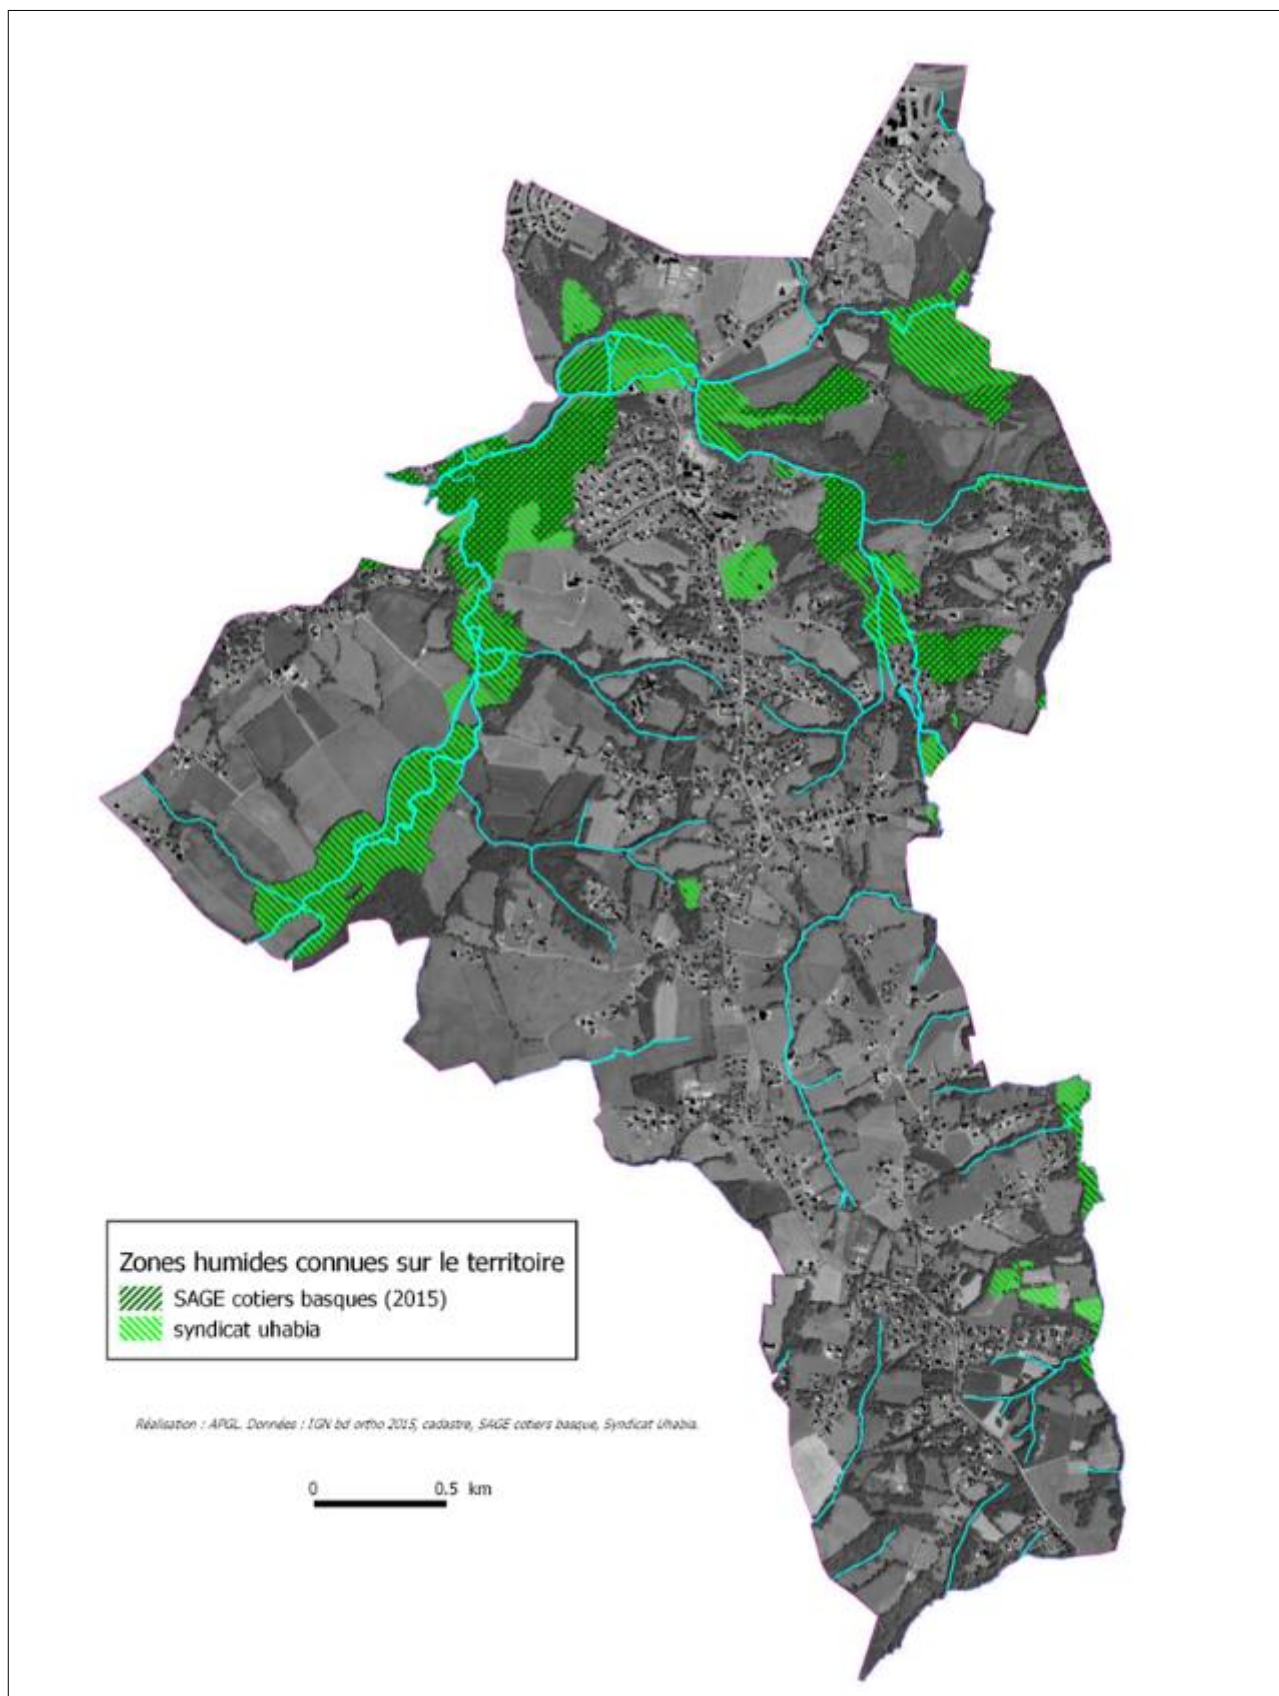 Zones humides connues sur le territoire
SAGE cotiers basques (2015)
syndicat uhabia
Réalisation : APGL. Données : IGN bd ortho 2015, cadastre, SAGE cotiers basque, Syndicat Uhabia.
0 0.5 km